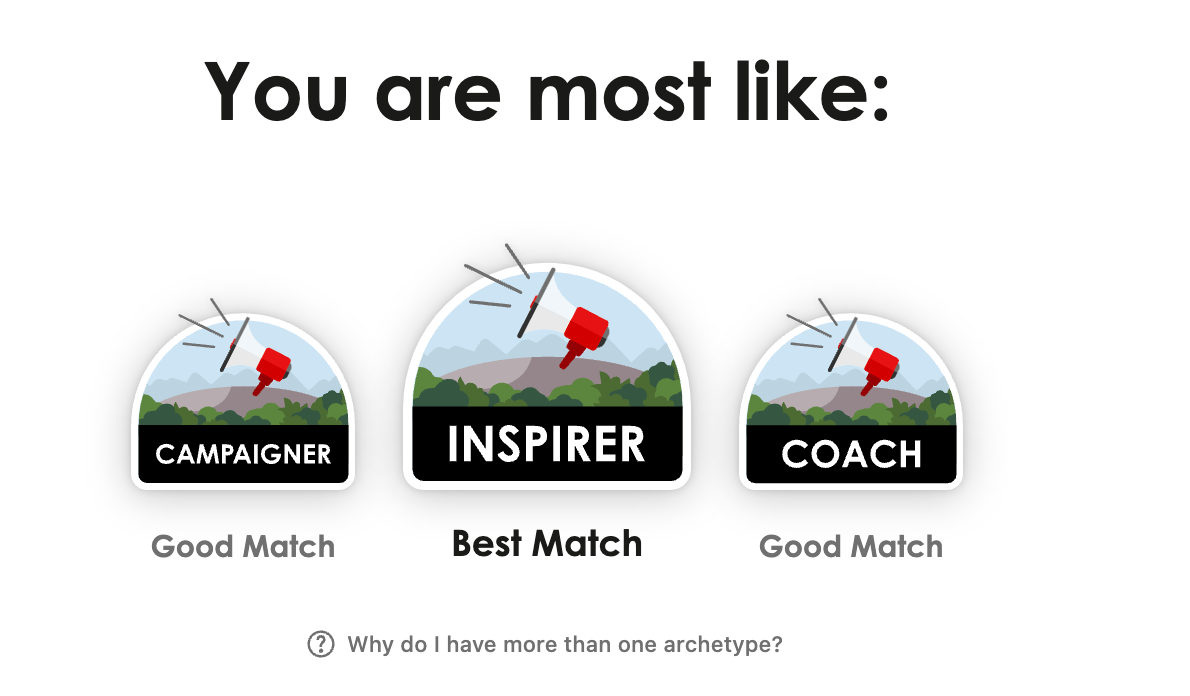 You are most like:
CAMPAIGNER
INSPIRER
COACH
Good Match
Best Match
Good Match
? Why do I have more than one archetype?